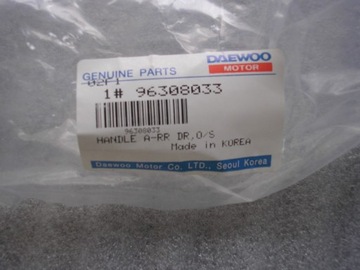 DAEWOO
GENUINE PARTS MOTOR
02F1
1# 96308033
96308033
HANDLE A-RR DR,O/S
Made in KOREA
Daewoo Motor Co. LTD., Seoul Korea